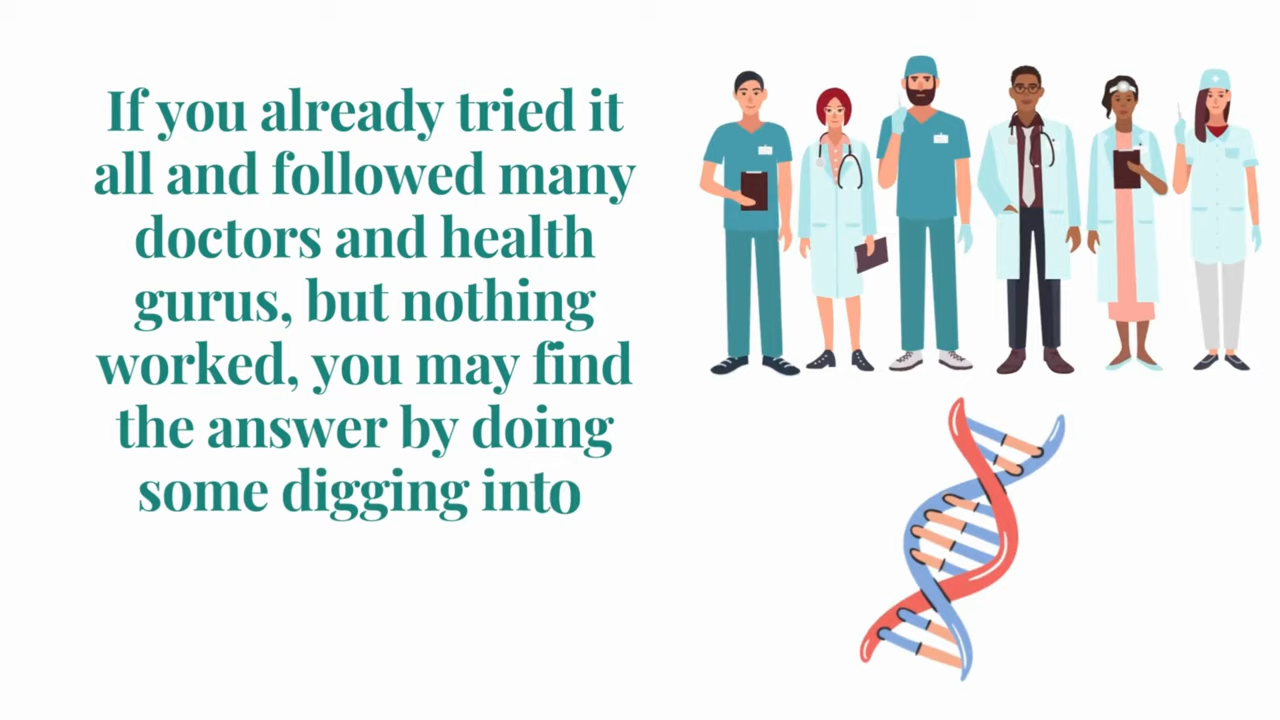 If you already tried it
all and followed many
doctors and health
gurus, but nothing
worked, you may find
the answer by doing
some digging into